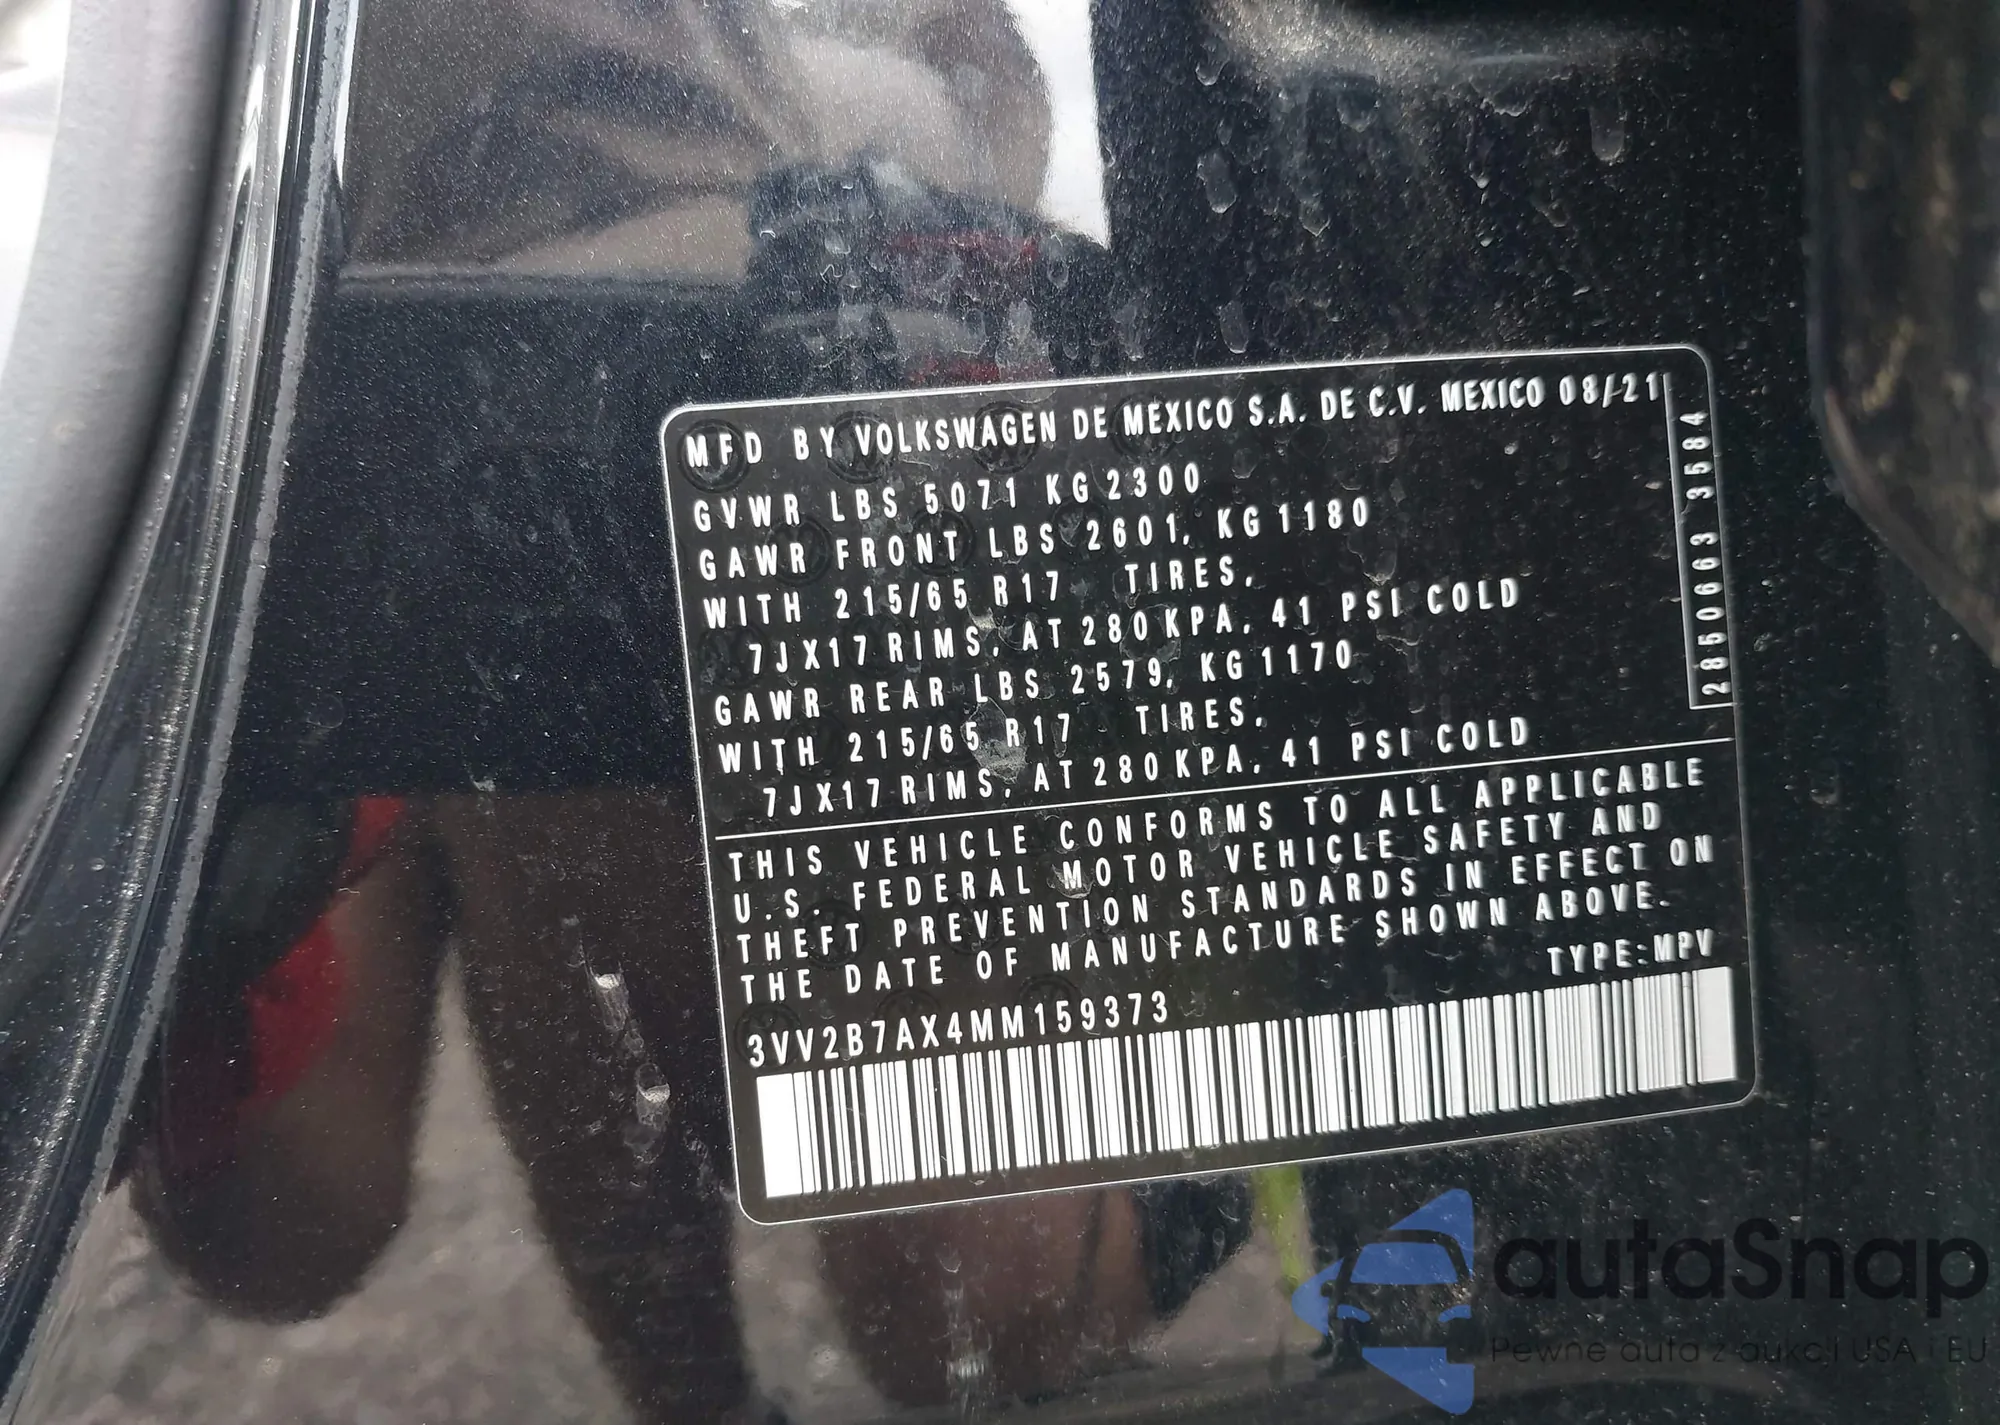 MFD BY VOLKSWAGEN DE MEXICO S.A. DE C.V. MEXICO 08/21
GVWR LBS 5071 KG 2300
GAWR FRONT LBS 2601, KG 1180
WITH 215/65 R17 TIRES,
7JX17 RIMS, AT 280 KPA, 41 PSI COLD
GAWR REAR LBS 2579, KG 1170
WITH 215/65 R17 TIRES,
7JX17 RIMS, AT 280 KPA, 41 PSI COLD
2850663 3584
THIS VEHICLE CONFORMS TO ALL APPLICABLE
U.S. FEDERAL MOTOR VEHICLE SAFETY AND
THEFT PREVENTION STANDARDS IN EFFECT ON
THE DATE OF MANUFACTURE SHOWN ABOVE.
TYPE:MPV
3VV2B7AX4MM159373
autaSnap
Pewne auta z aukcji USA i EU